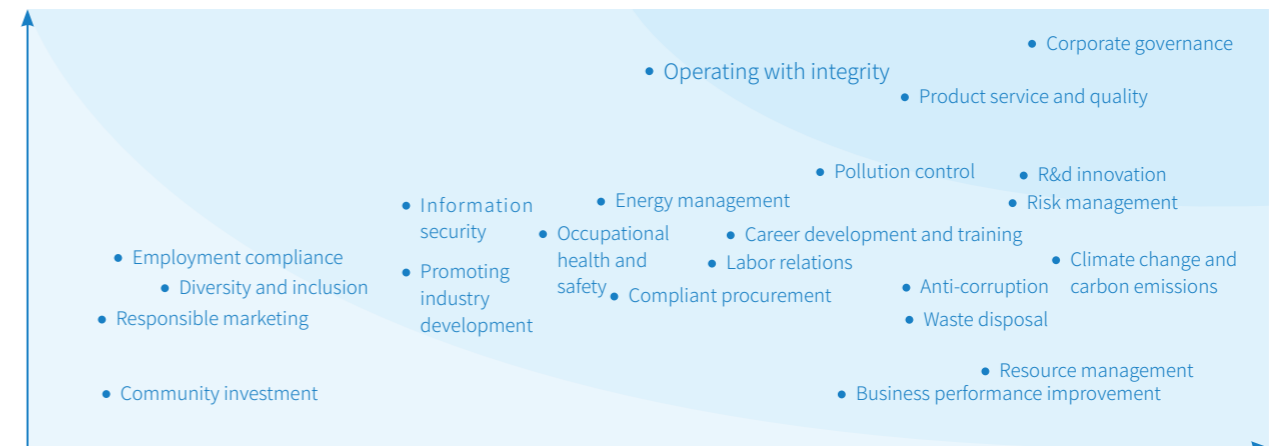 Corporate governance
Operating with integrity
Product service and quality
Pollution control
R&d innovation
Energy management
Risk management
Information
security
Occupational
health and
safety
Career development and training
Employment compliance
Labor relations
Climate change and
carbon emissions
Promoting
industry
development
Diversity and inclusion
Anti-corruption
Compliant procurement
Responsible marketing
Waste disposal
Resource management
Community investment
Business performance improvement